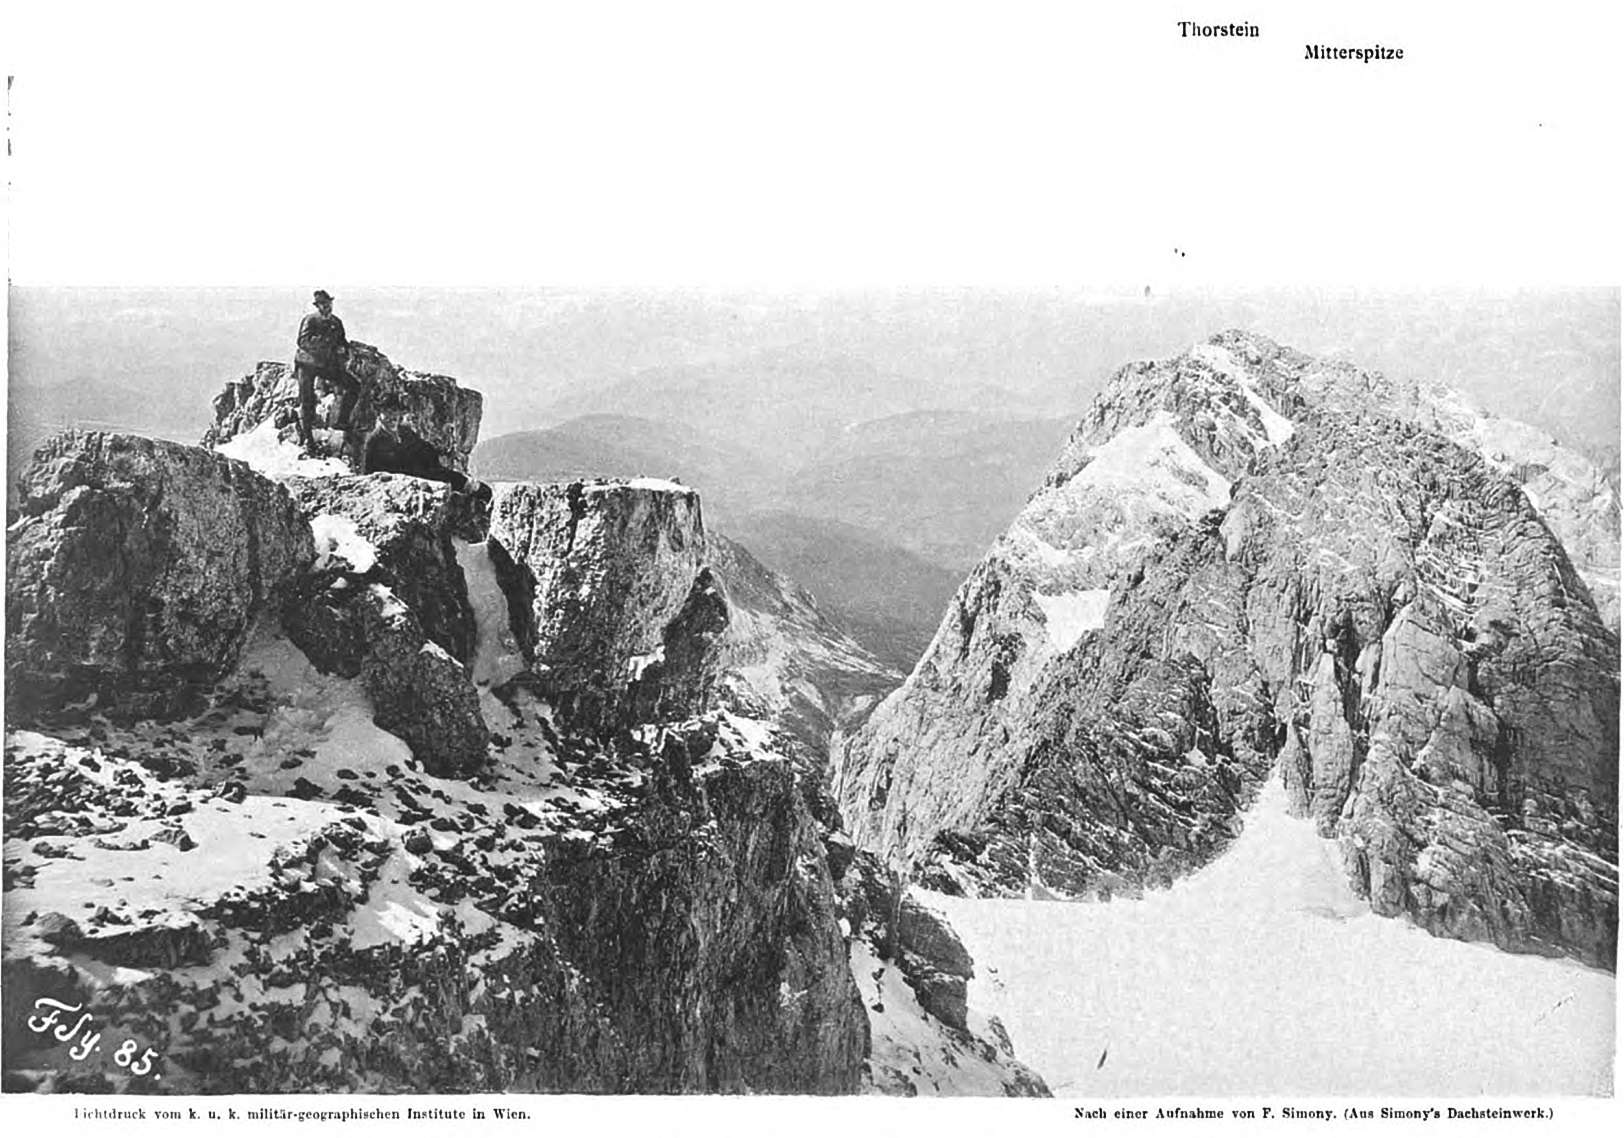 Thorstein
Mitterspitze
FSy. 85.
Lichtdruck vom k. u. k. militär-geographischen Institute in Wien.
Nach einer Aufnahme von F. Simony. (Aus Simony's Dachsteinwerk.)